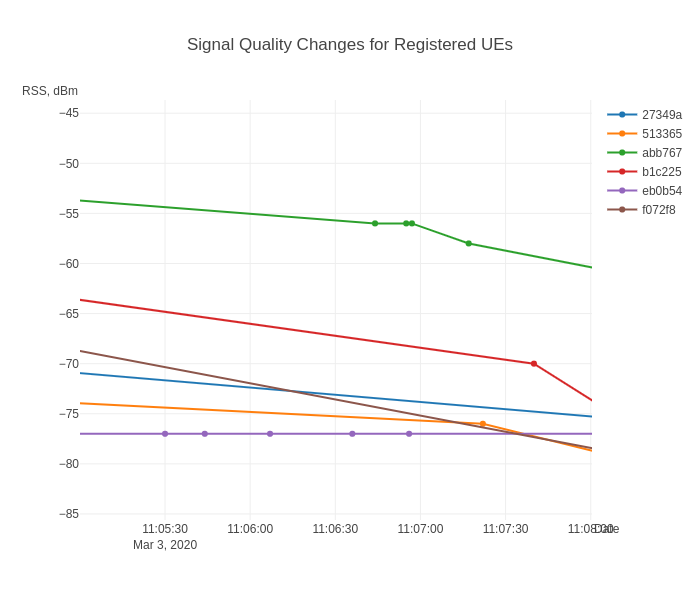 Signal Quality Changes for Registered UEs
RSS, dBm
−45
−50
−55
−60
−65
−70
−75
−80
−85
11:05:30
11:06:00
11:06:30
11:07:00
11:07:30
11:08:00
Date
Mar 3, 2020
27349a
513365
abb767
b1c225
eb0b54
f072f8